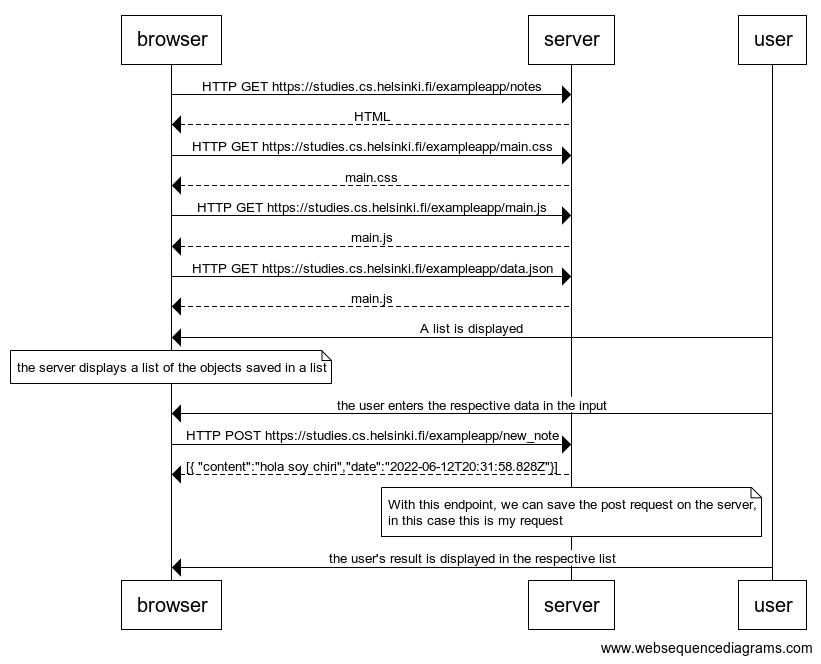 browser
server
user
HTTP GET https://studies.cs.helsinki.fi/exampleapp/notes
HTML
HTTP GET https://studies.cs.helsinki.fi/exampleapp/main.css
main.css
HTTP GET https://studies.cs.helsinki.fi/exampleapp/main.js
main.js
HTTP GET https://studies.cs.helsinki.fi/exampleapp/data.json
main.js
A list is displayed
the server displays a list of the objects saved in a list
the user enters the respective data in the input
HTTP POST https://studies.cs.helsinki.fi/exampleapp/new_note
[{ "content":"hola soy chiri","date":"2022-06-12T20:31:58.828Z"}]
With this endpoint, we can save the post request on the server,
in this case this is my request
the user's result is displayed in the respective list
browser
server
user
www.websequencediagrams.com